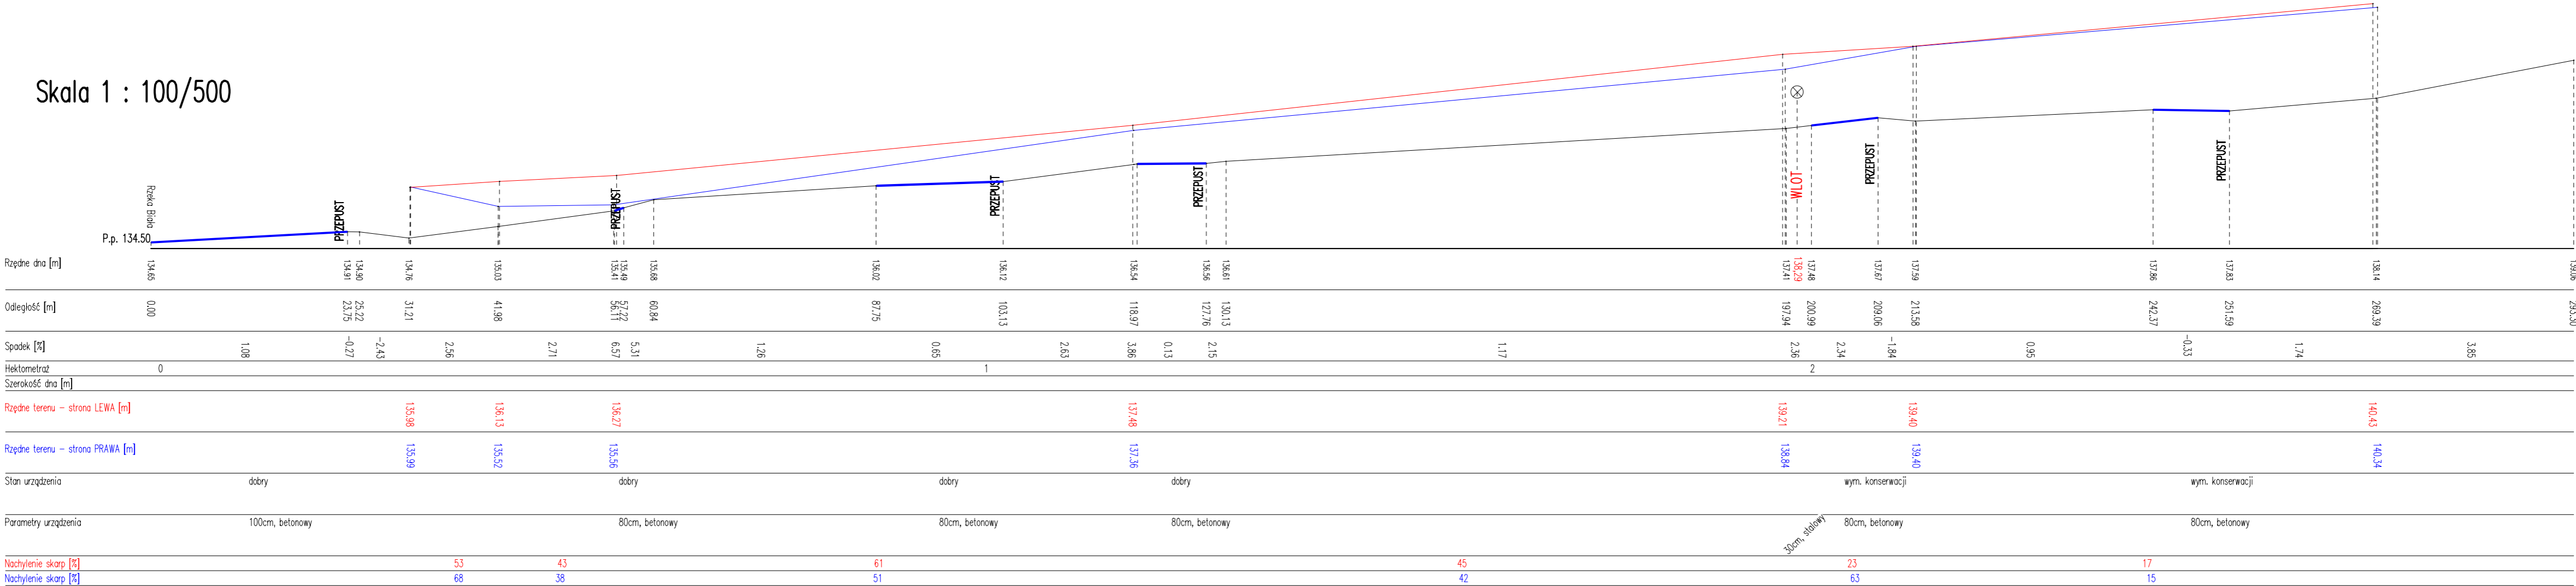 Skala 1 : 100/500
Rzeka Biała
PRZEPUST
PRZEPUST
PRZEPUST
PRZEPUST
WLOT
PRZEPUST
PRZEPUST
P.p. 134.50
Rzędne dna [m] 134.65 134.91 134.90 134.76 135.03 135.41 135.49 135.68 136.02 136.12 136.54 136.56 136.61 137.41 138.29 137.48 137.67 137.59 137.86 137.83 138.14 139.06
Odległość [m] 0.00 23.75 25.22 31.21 41.98 56.11 57.22 60.84 87.75 103.13 118.97 127.76 130.13 197.94 200.99 209.06 213.58 242.37 251.59 269.39 293.30
Spadek [%] 1.08 -0.27 -2.43 2.56 2.71 6.57 5.31 1.26 0.65 2.63 3.86 0.13 2.15 1.17 2.36 2.34 -1.84 0.95 -0.33 1.74 3.85
Hektometraż 0 1 2
Szerokość dna [m]
Rzędne terenu - strona LEWA [m] 135.98 136.13 136.27 137.48 139.21 139.40 140.43
Rzędne terenu - strona PRAWA [m] 135.99 135.52 135.56 137.36 138.84 139.40 140.34
Stan urządzenia dobry dobry dobry dobry wym. konserwacji wym. konserwacji
Parametry urządzenia 100cm, betonowy 80cm, betonowy 80cm, betonowy 80cm, betonowy 30cm, stalowy 80cm, betonowy 80cm, betonowy
Nachylenie skarp [%] 53 43 61 45 23 17
Nachylenie skarp [%] 68 38 51 42 63 15